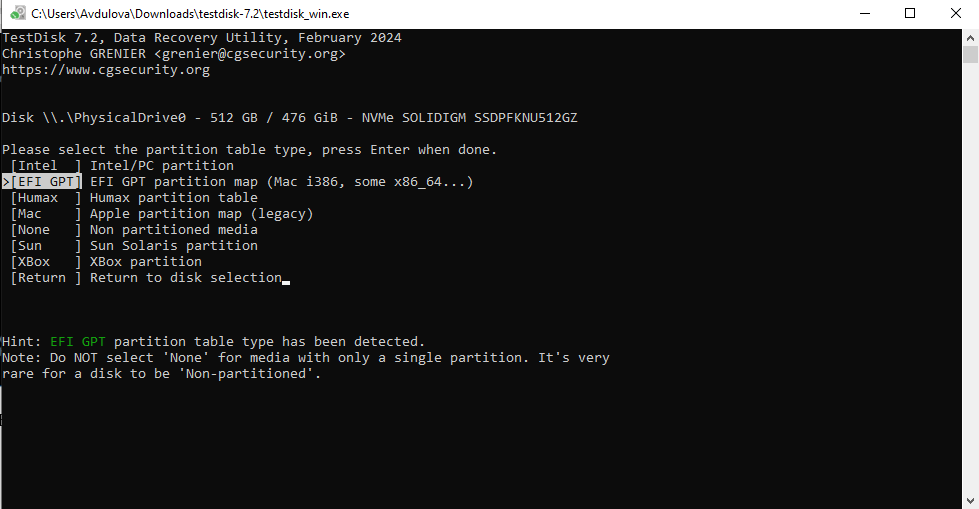 C:\Users\Avdulova\Downloads\testdisk-7.2\testdisk_win.exe
TestDisk 7.2, Data Recovery Utility, February 2024
Christophe GRENIER <grenier@cgsecurity.org>
https://www.cgsecurity.org
Disk \\.\PhysicalDrive0 - 512 GB / 476 GiB - NVMe SOLIDIGM SSDPFKNU512GZ
Please select the partition table type, press Enter when done.
[Intel  ] Intel/PC partition
>[EFI GPT] EFI GPT partition map (Mac i386, some x86_64...)
[Humax  ] Humax partition table
[Mac    ] Apple partition map (legacy)
[None   ] Non partitioned media
[Sun    ] Sun Solaris partition
[XBox   ] XBox partition
[Return ] Return to disk selection
Hint: EFI GPT partition table type has been detected.
Note: Do NOT select 'None' for media with only a single partition. It's very
rare for a disk to be 'Non-partitioned'.